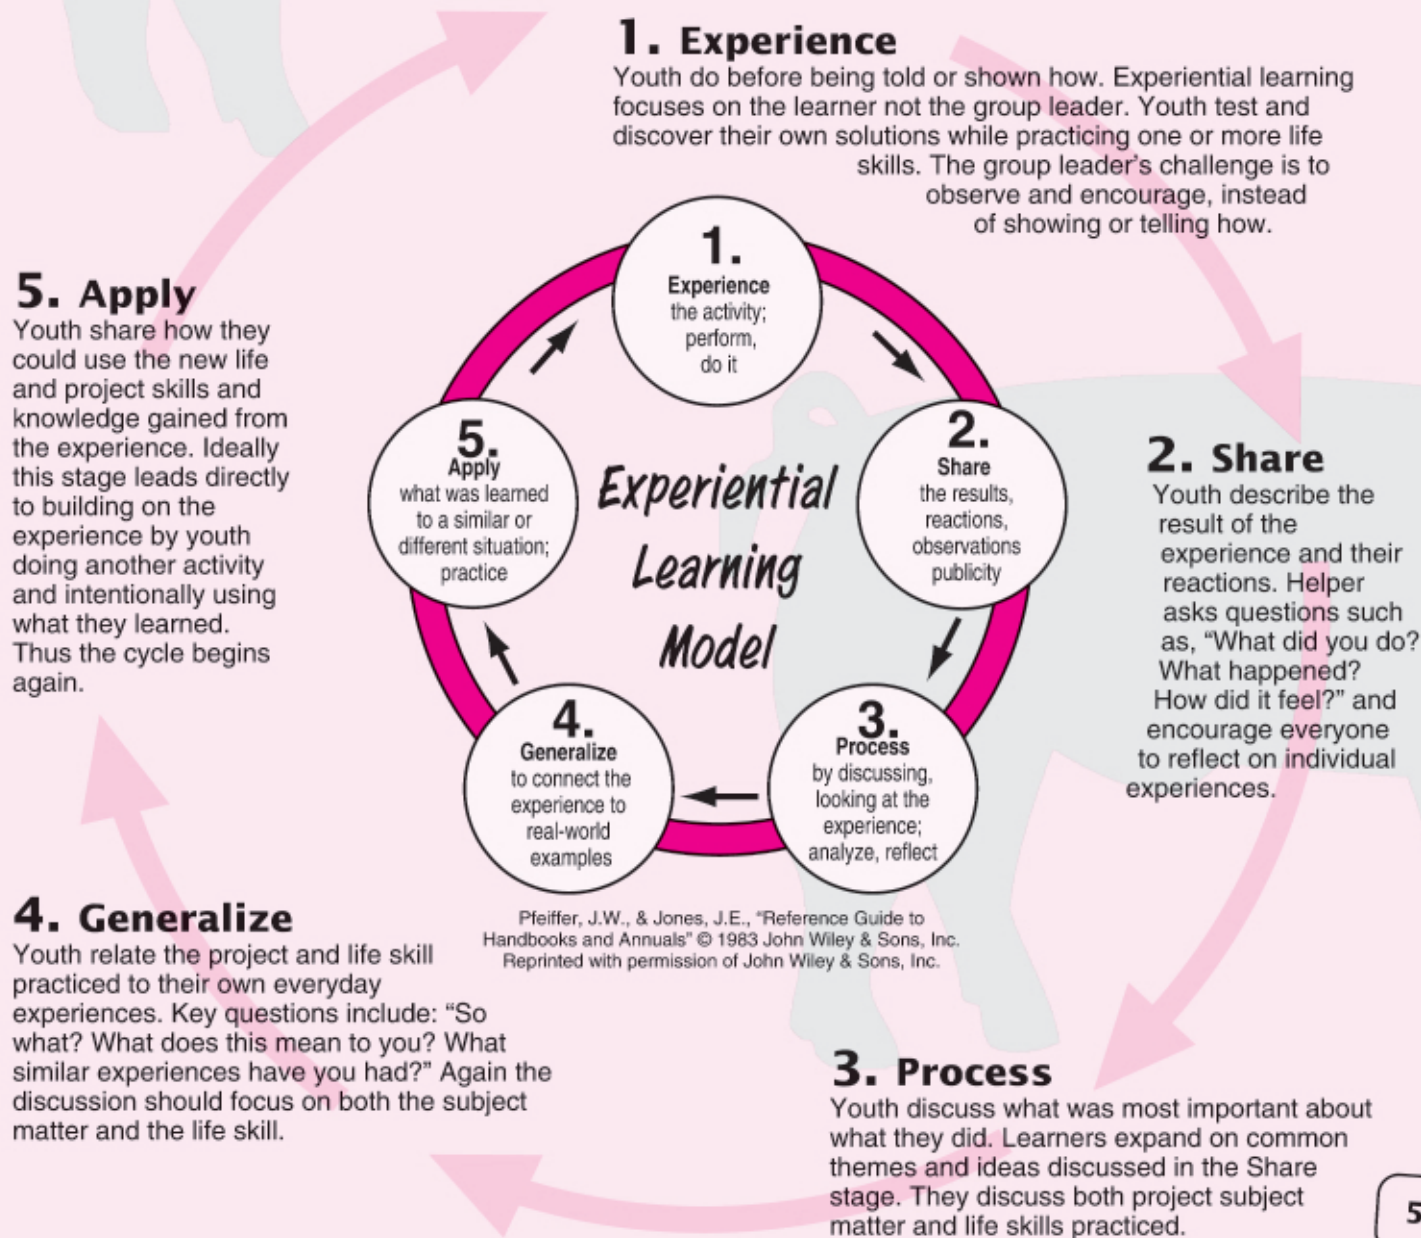 1. Experience
Youth do before being told or shown how. Experiential learning
focuses on the learner not the group leader. Youth test and
discover their own solutions while practicing one or more life
skills. The group leader's challenge is to
observe and encourage, instead
of showing or telling how.
1.
Experience
the activity;
perform,
do it
5. Apply
Youth share how they
could use the new life
and project skills and
knowledge gained from
the experience. Ideally
this stage leads directly
to building on the
experience by youth
doing another activity
and intentionally using
what they learned.
Thus the cycle begins
again.
5.
Apply
what was learned
to a similar or
different situation;
practice
Experiential
Learning
Model
2.
Share
the results,
reactions,
observations
publicity
2. Share
Youth describe the
result of the
experience and their
reactions. Helper
asks questions such
as, “What did you do?
What happened?
How did it feel?” and
encourage everyone
to reflect on individual
experiences.
4.
Generalize
to connect the
experience to
real-world
examples
3.
Process
by discussing,
looking at the
experience;
analyze, reflect
Pfeiffer, J.W., & Jones, J.E., “Reference Guide to
Handbooks and Annuals” © 1983 John Wiley & Sons, Inc.
Reprinted with permission of John Wiley & Sons, Inc.
4. Generalize
Youth relate the project and life skill
practiced to their own everyday
experiences. Key questions include: “So
what? What does this mean to you? What
similar experiences have you had?” Again the
discussion should focus on both the subject
matter and the life skill.
3. Process
Youth discuss what was most important about
what they did. Learners expand on common
themes and ideas discussed in the Share
stage. They discuss both project subject
matter and life skills practiced.
5